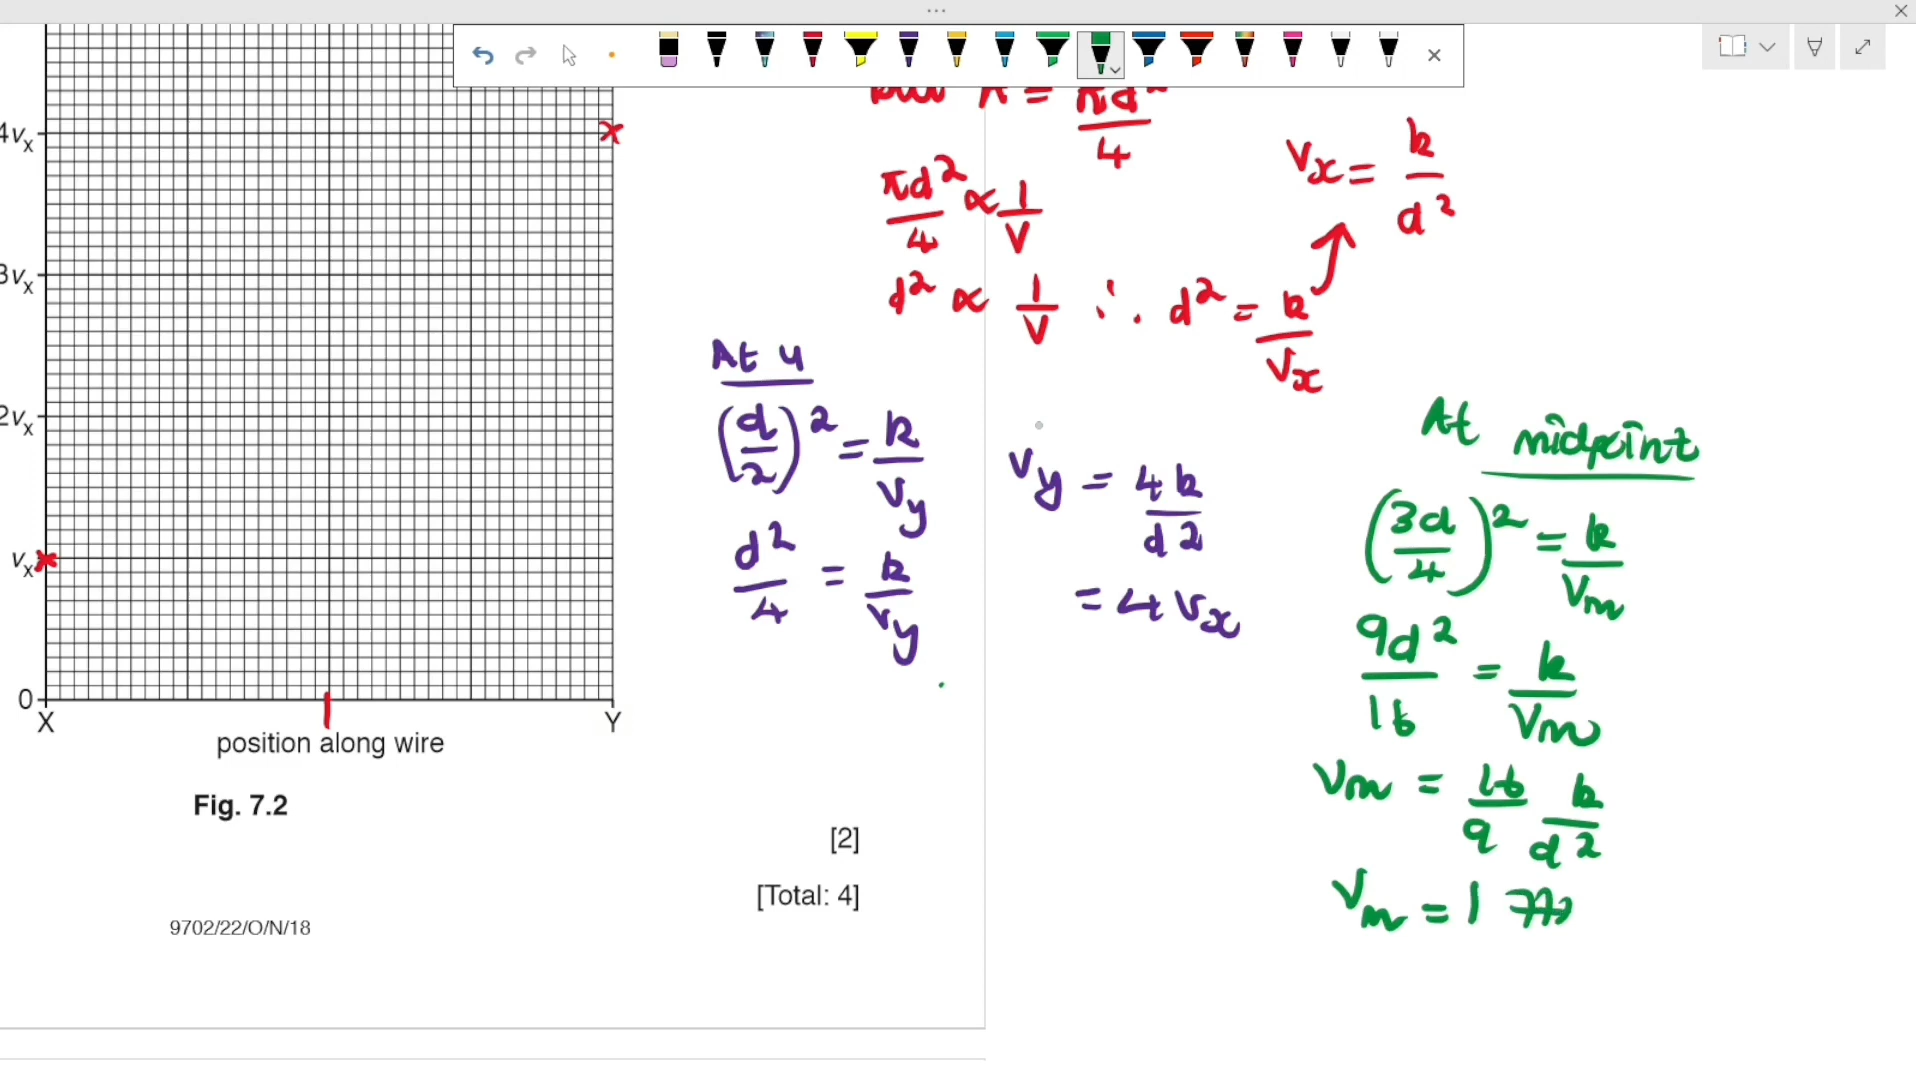 A = πd²/4
4vₓ
vₓ = k/d²
πd²/4 ∝ 1/V
3vₓ
d² ∝ 1/V ∴ d² = k/Vₓ
At y
2vₓ
(d/2)² = k/Vy
Vy = 4k/d²
At midpoint
(3d/4)² = k/Vm
vₓ
d²/4 = k/Vy
= 4Vₓ
9d²/16 = k/Vm
0
X
Y
position along wire
Vm = 16/9 k/d²
Fig. 7.2
[2]
[Total: 4]
Vm = 1
9702/22/O/N/18